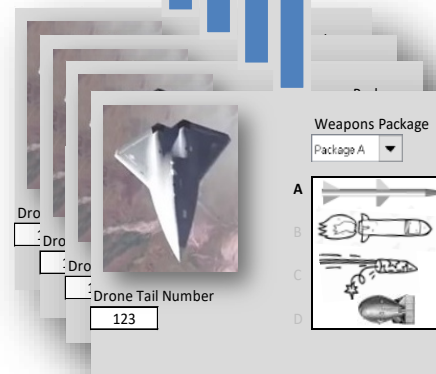 Weapons Package
Package A
A
B
C
D
Dro
Dro
Dro
Drone Tail Number
123